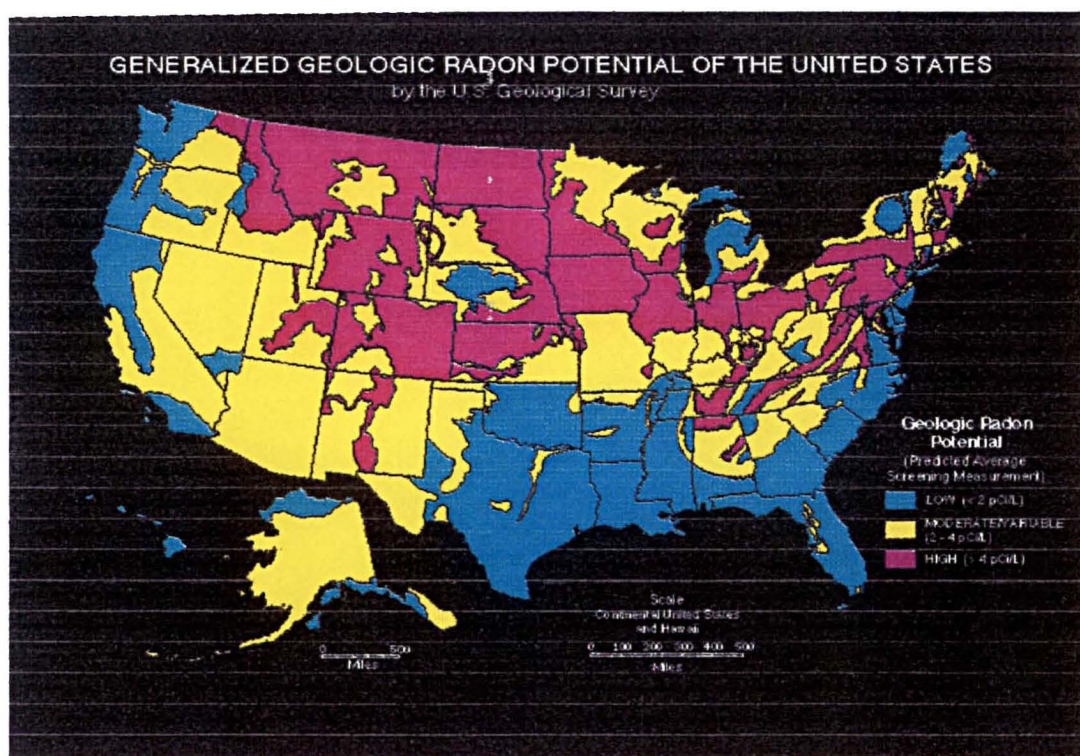 GENERALIZED GEOLOGIC RADON POTENTIAL OF THE UNITED STATES
by the U.S. Geological Survey
Geologic Radon
Potential
(Predicted Average
Screening Measurement)
LOW (< 2 pCi/L)
MODERATE/VARIABLE
(2 - 4 pCi/L)
HIGH (> 4 pCi/L)
Scale
Continental United States
and Hawaii
0 500
Miles
0 100 200 300 400 500
Miles